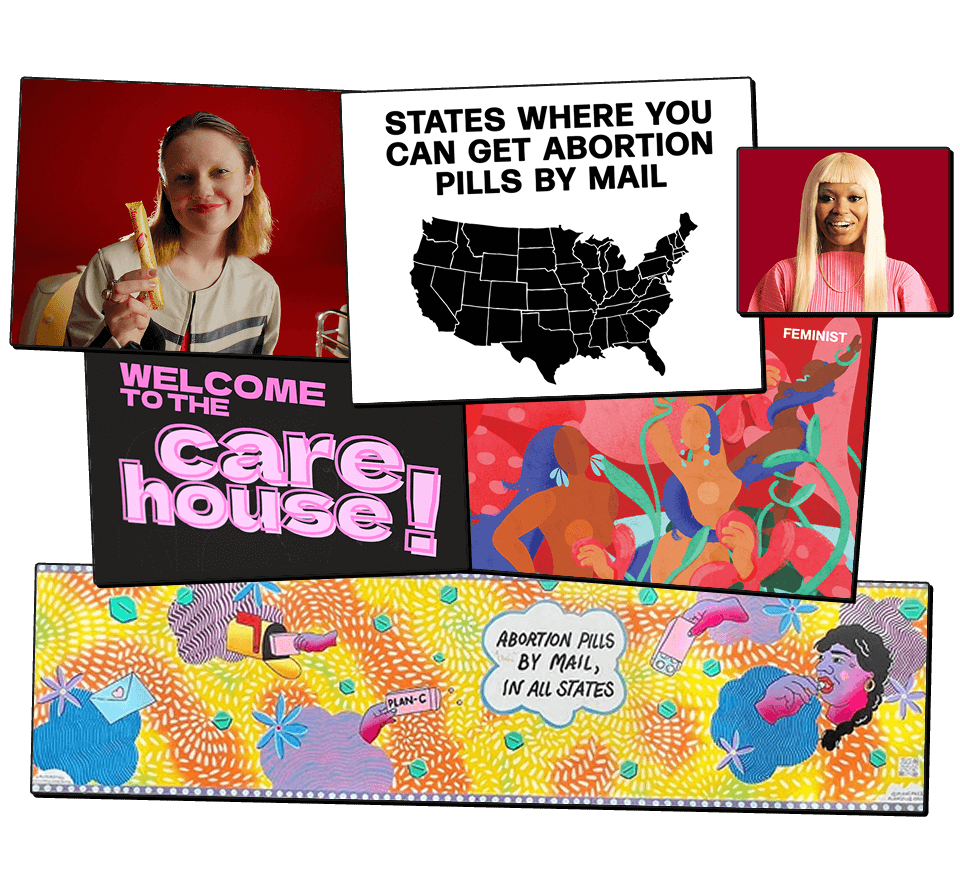 STATES WHERE YOU
CAN GET ABORTION
PILLS BY MAIL
FEMINIST
WELCOME
TO THE
care
house!
ABORTION PILLS
BY MAIL,
IN ALL STATES
PLAN-C